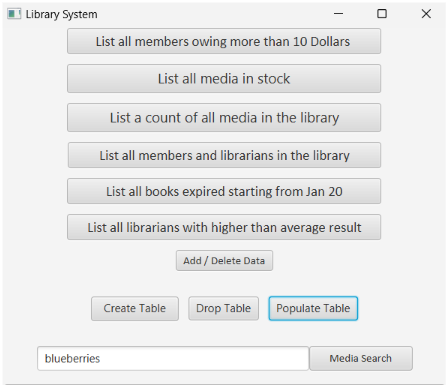 Library System
List all members owing more than 10 Dollars
List all media in stock
List a count of all media in the library
List all members and librarians in the library
List all books expired starting from Jan 20
List all librarians with higher than average result
Add / Delete Data
Create Table Drop Table Populate Table
blueberries Media Search